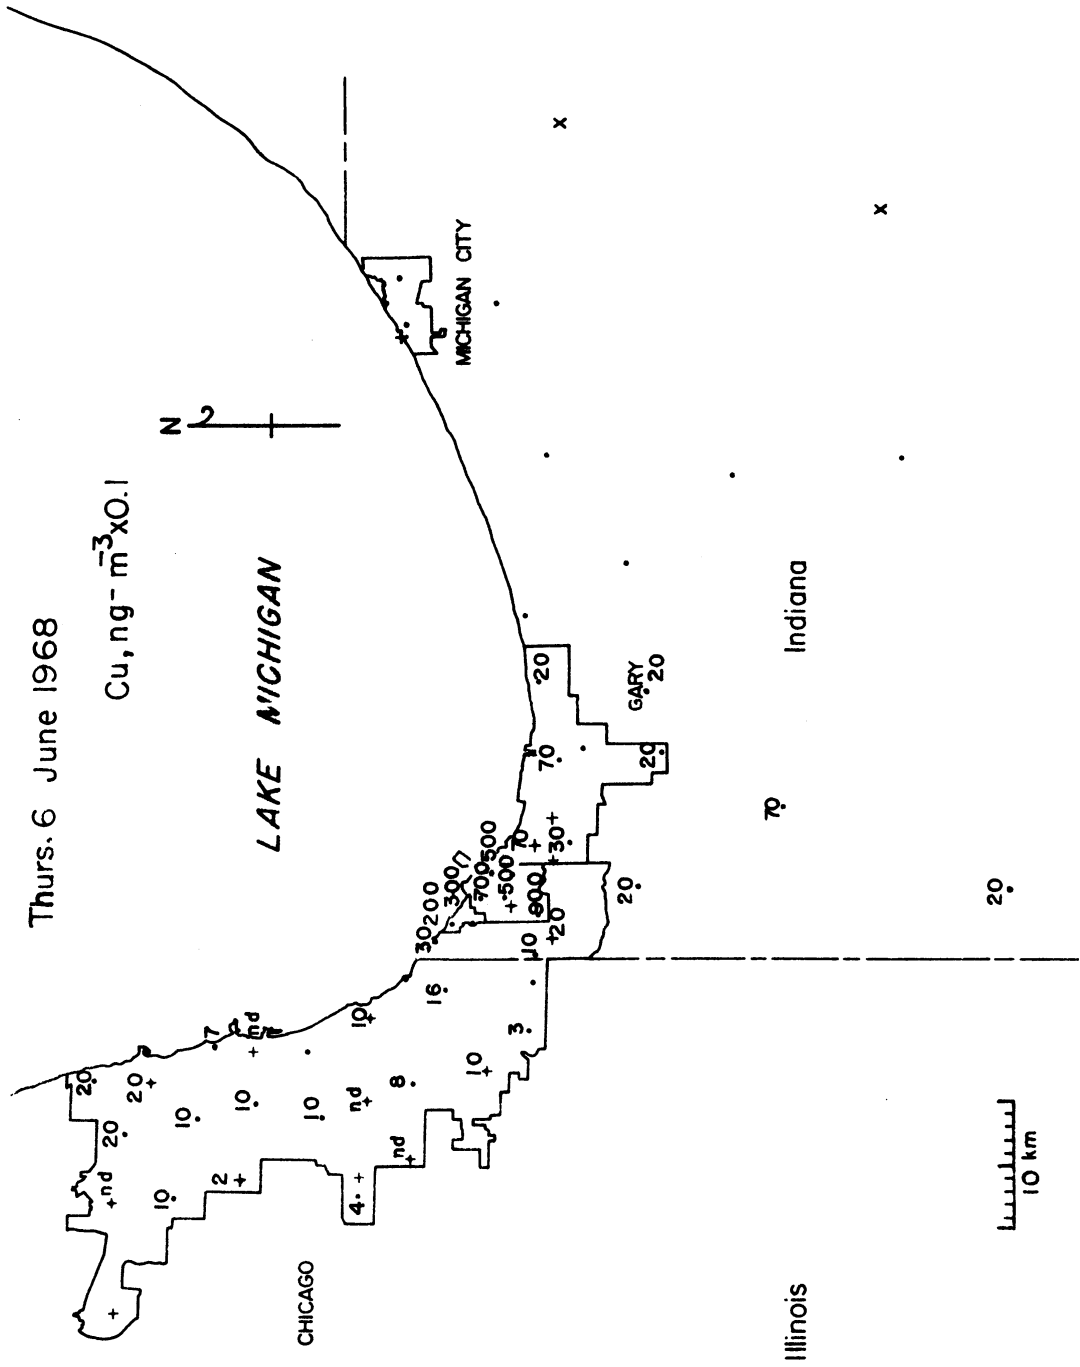 Thurs. 6 June 1968
Cu, ng-m⁻³x0.1
N
LAKE MICHIGAN
MICHIGAN CITY
x
x
20
20
7
nd
20
10
10
10
nd
8
nd
nd
10
2
4
10
16
10
3
30
200
300
700
500
500
900
10
20
70
30
70
20
GARY
20
20
20
70
20
CHICAGO
Illinois
Indiana
10 km